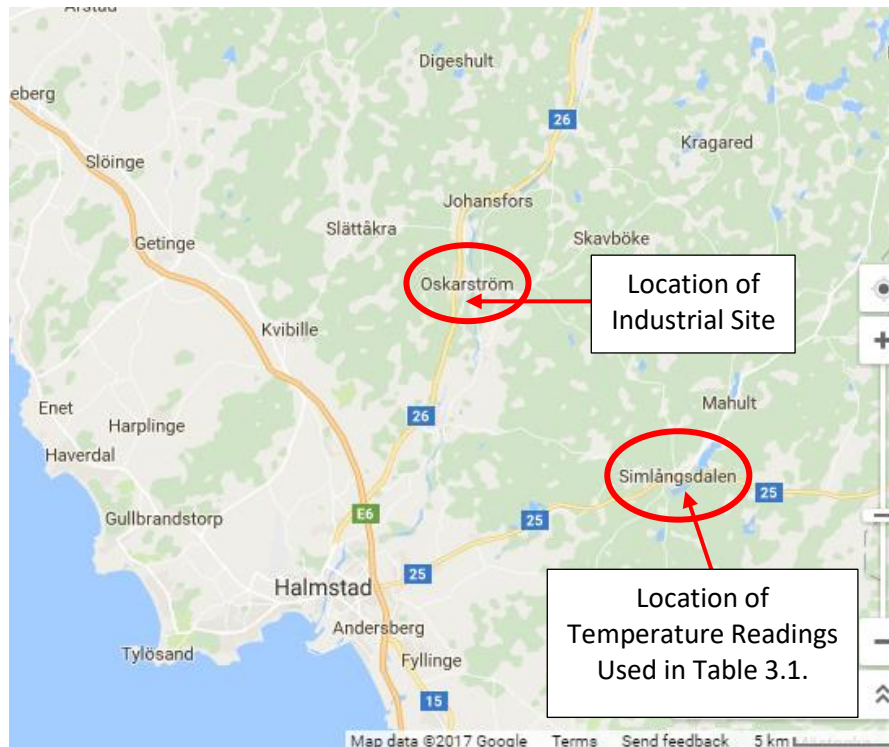 Digeshult
eberg
26
Kragared
Slöinge
Johansfors
Slättåkra
Skavböke
Getinge
Oskarström
Location of
Industrial Site
Kvibille
Mahult
Enet
26
Harplinge
Haverdal
Simlångsdalen
25
Gullbrandstorp
E6
25
25
Halmstad
Location of
Temperature Readings
Used in Table 3.1.
Andersberg
Tylösand
Fyllinge
15
Map data ©2017 Google Terms Send feedback 5 km